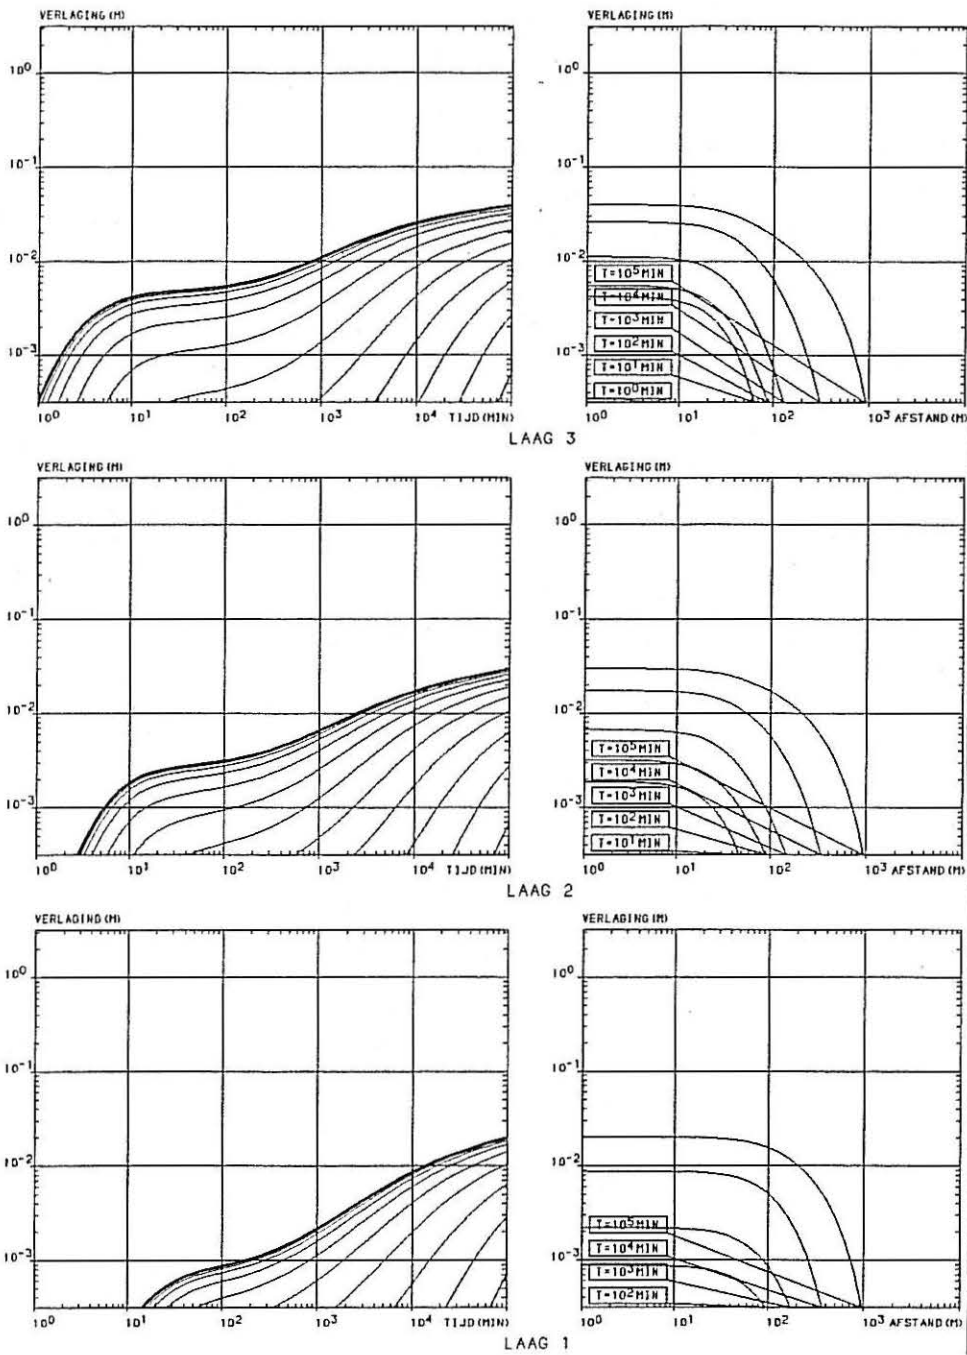 VERLAGING (M)
VERLAGING (M)
10⁰
10⁰
10⁻¹
10⁻¹
10⁻²
10⁻²
T=10⁵MIN
T=10⁴MIN
T=10³MIN
T=10²MIN
T=10¹MIN
T=10⁰MIN
10⁻³
10⁻³
10⁰ 10¹ 10² 10³ 10⁴ TIJD(MIN)
10⁰ 10¹ 10² 10³ AFSTAND(M)
LAAG 3
VERLAGING (M)
VERLAGING (M)
10⁰
10⁰
10⁻¹
10⁻¹
10⁻²
10⁻²
T=10⁵MIN
T=10⁴MIN
T=10³MIN
T=10²MIN
T=10¹MIN
10⁻³
10⁻³
10⁰ 10¹ 10² 10³ 10⁴ TIJD(MIN)
10⁰ 10¹ 10² 10³ AFSTAND(M)
LAAG 2
VERLAGING (M)
VERLAGING (M)
10⁰
10⁰
10⁻¹
10⁻¹
10⁻²
10⁻²
T=10⁵MIN
T=10⁴MIN
T=10³MIN
T=10²MIN
10⁻³
10⁻³
10⁰ 10¹ 10² 10³ 10⁴ TIJD(MIN)
10⁰ 10¹ 10² 10³ AFSTAND(M)
LAAG 1